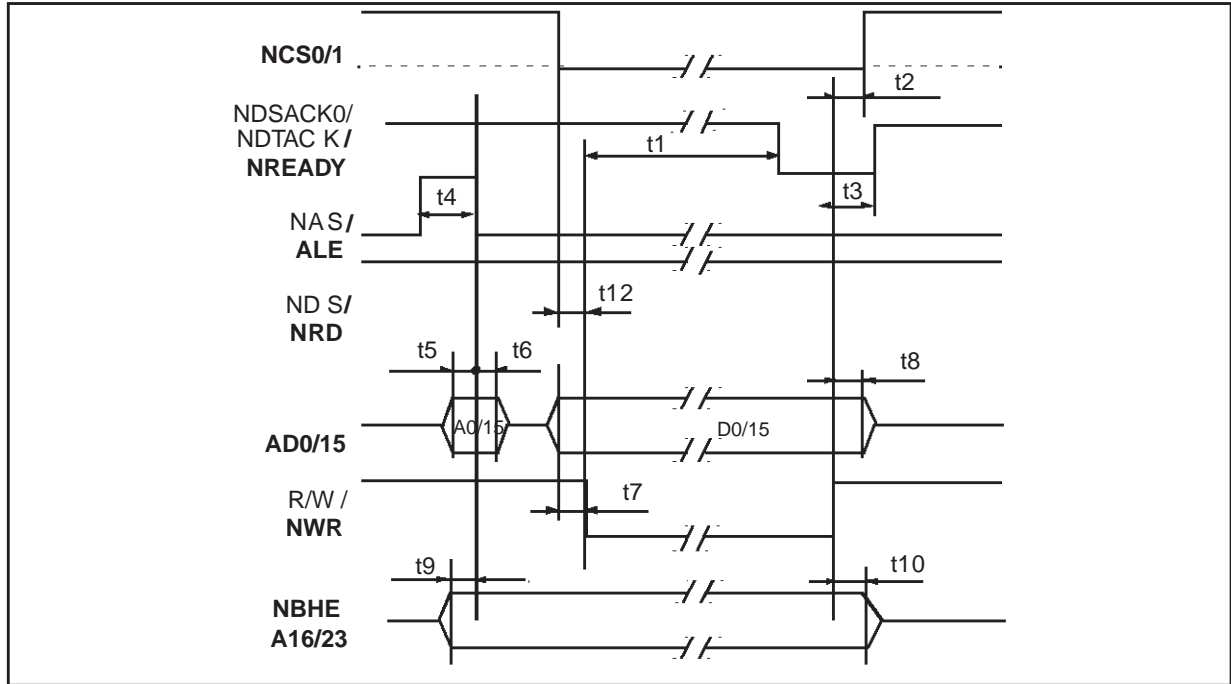 NCS0/1
t2
NDSACK0/
NDTAC K/
NREADY
t1
t3
t4
NA S/
ALE
t12
ND S/
NRD
t5
t6
t8
A0/15
D0/15
AD0/15
R/W /
NWR
t7
t9
t10
NBHE
A16/23